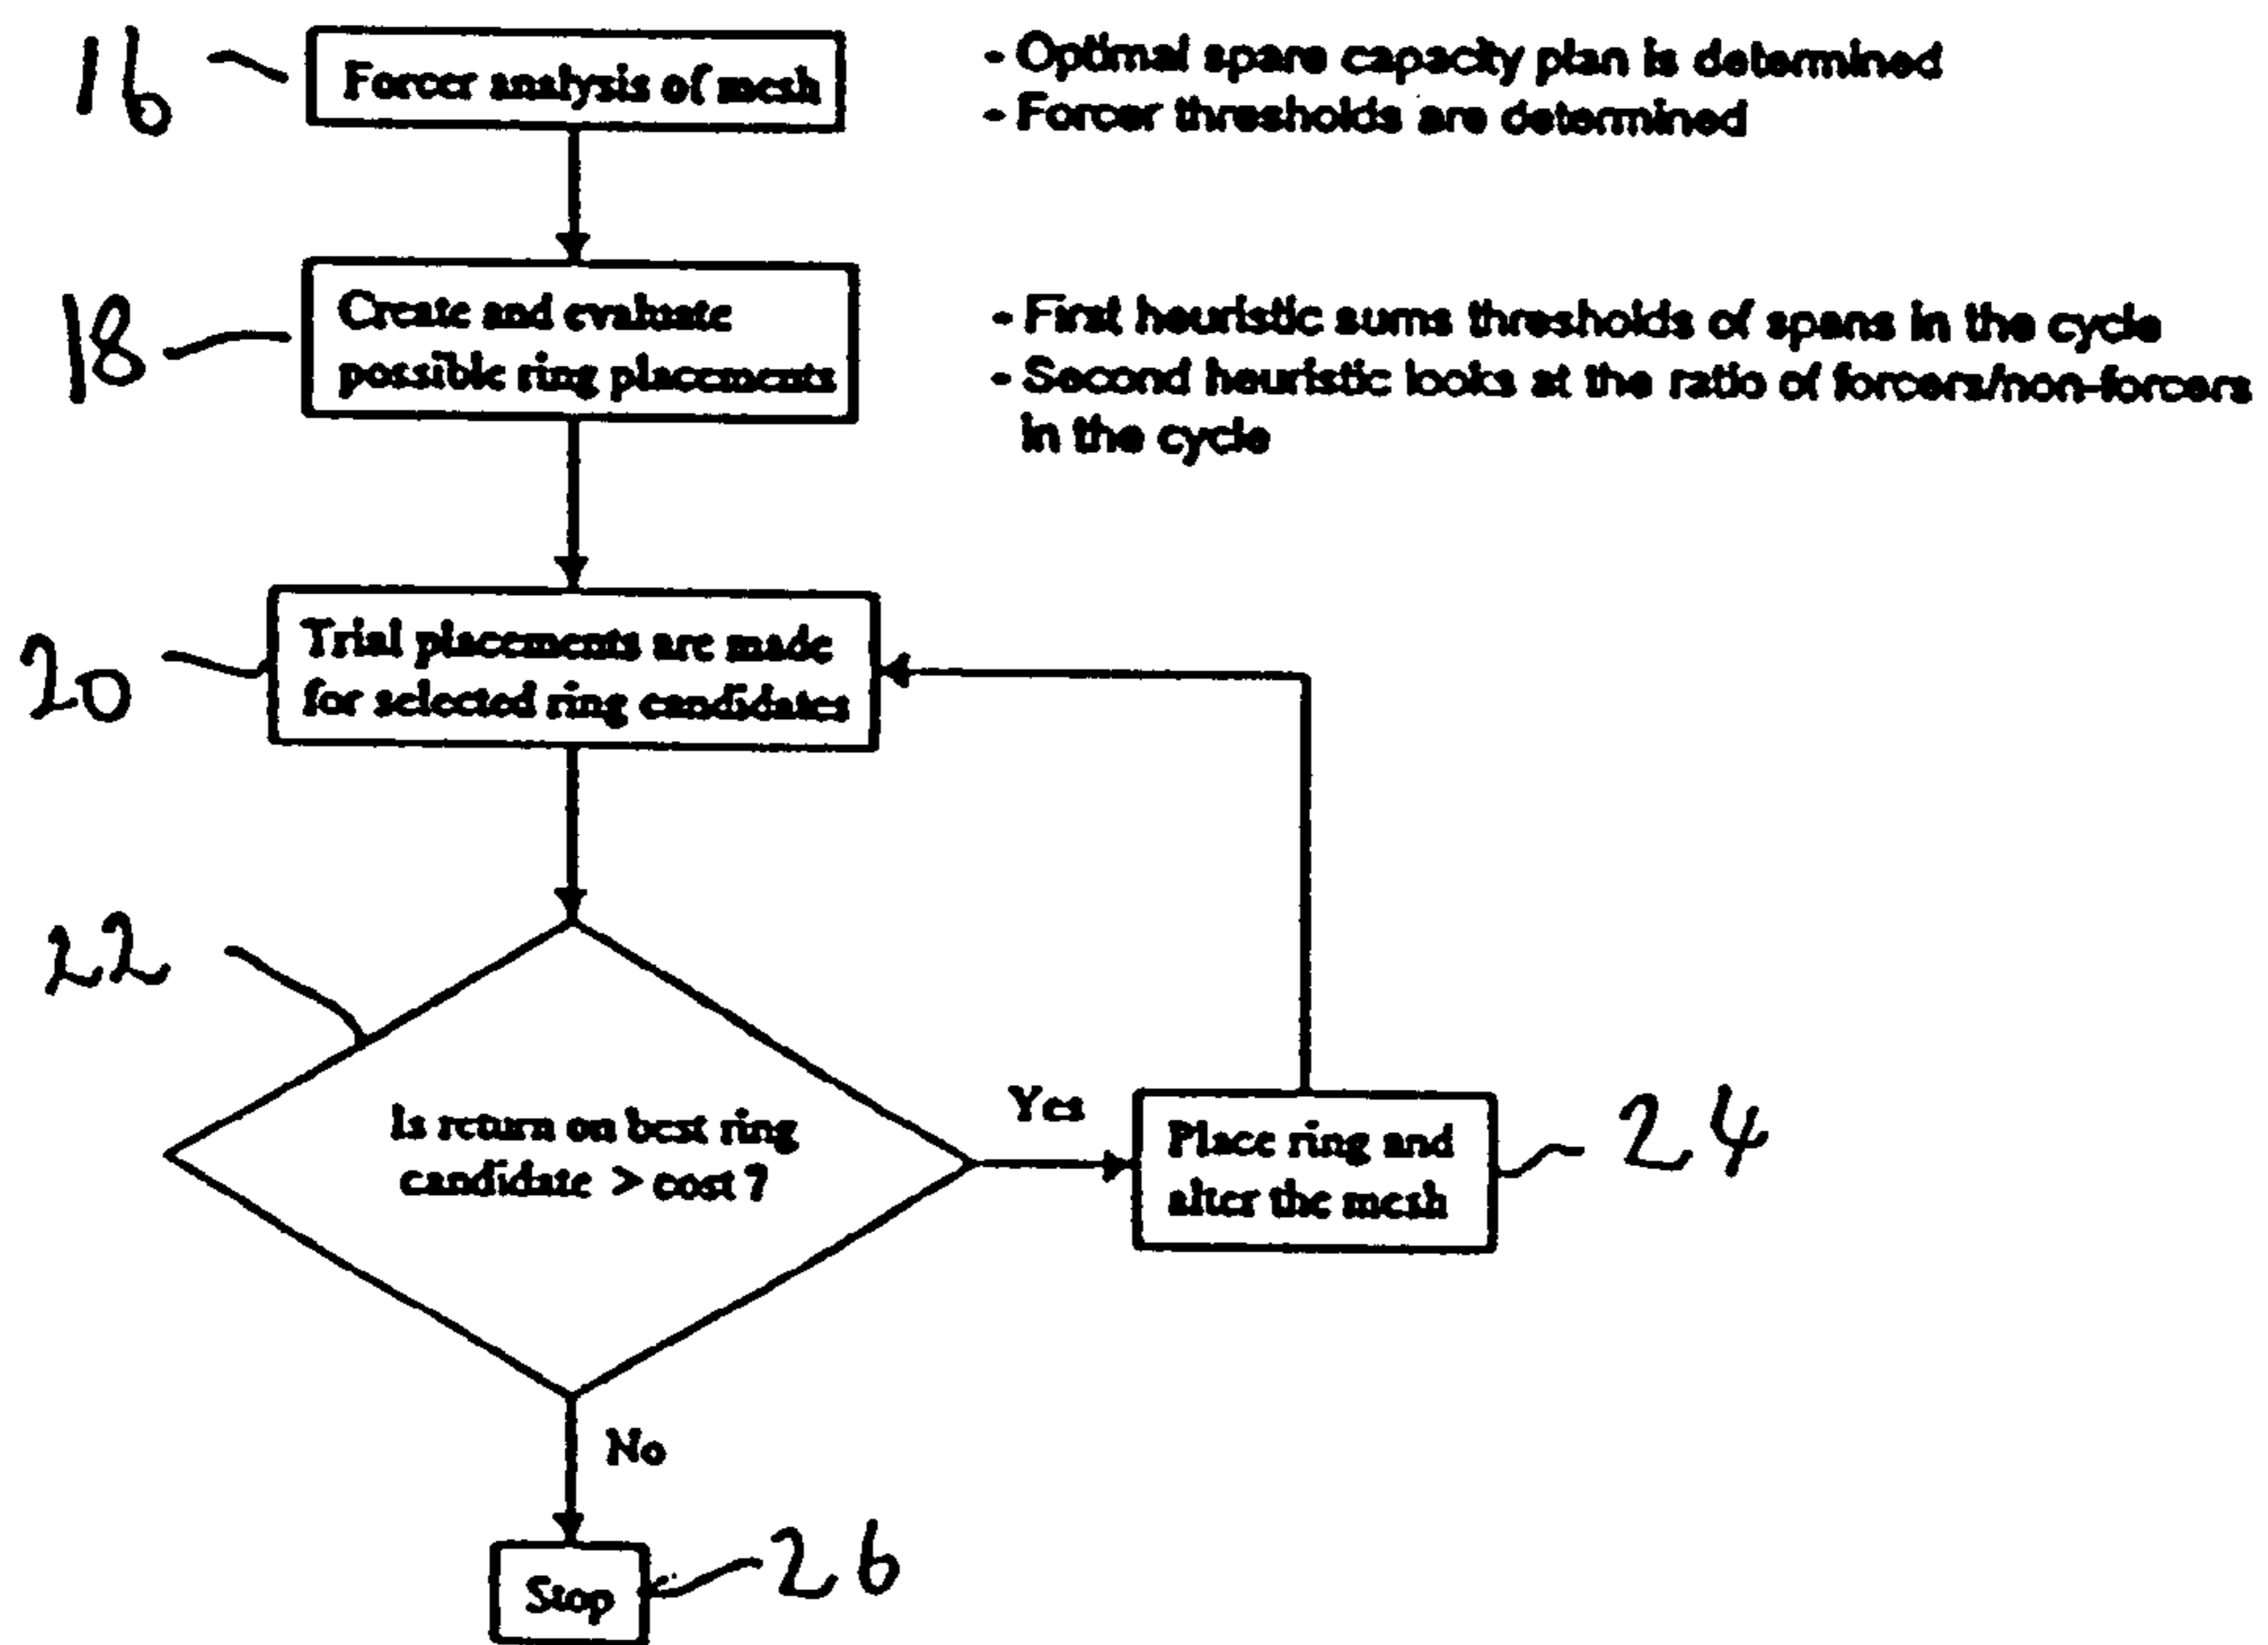 16
Forcer analysis of mesh
- Optimal spare capacity plan is determined
- Forcer thresholds are determined
18
Create and evaluate
possible ring placements
- First heuristic sums thresholds of spans in the cycle
- Second heuristic looks at the ratio of forcers/non-forcers
in the cycle
20
Trial placements are made
for selected ring candidates
22
Is return on best ring
candidate > cost?
Yes
Place ring and
alter the mesh
24
No
Stop
26